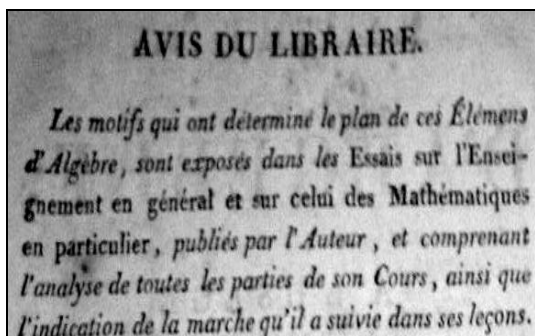 AVIS DU LIBRAIRE.
Les motifs qui ont déterminé le plan de ces Élémens
d'Algèbre, sont exposés dans les Essais sur l'Ensei-
gnement en général et sur celui des Mathématiques
en particulier, publiés par l'Auteur, et comprenant
l'analyse de toutes les parties de son Cours, ainsi que
l'indication de la marche qu'il a suivie dans ses leçons.